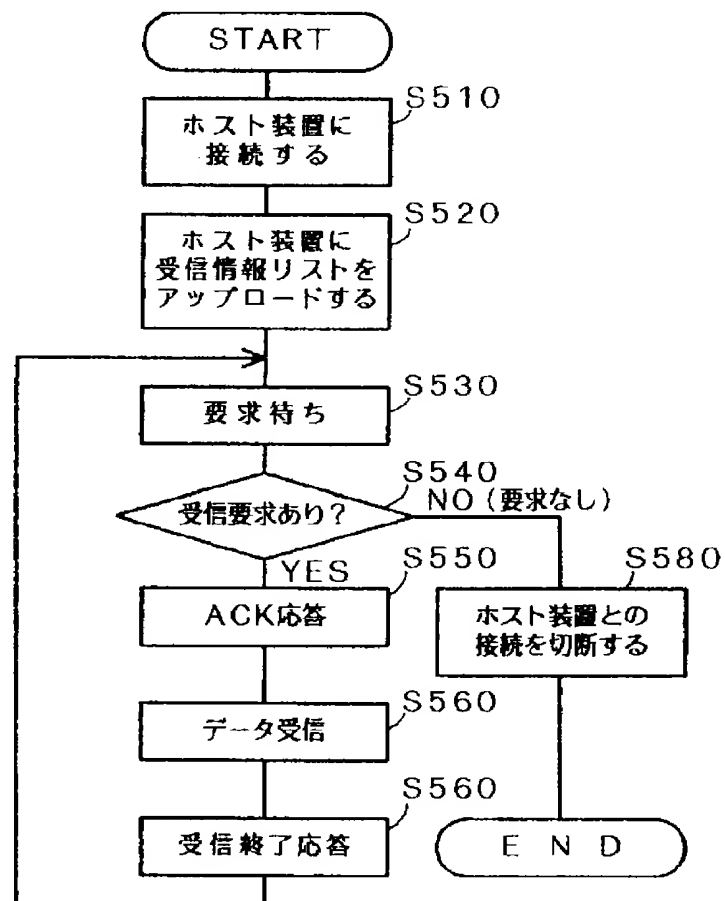 START
S510
ホスト装置に
接続する
S520
ホスト装置に
受信情報リストを
アップロードする
S530
要求待ち
S540
受信要求あり?
NO(要求なし)
YES
S550
ACK応答
S580
ホスト装置との
接続を切断する
S560
データ受信
S560
受信終了応答
END